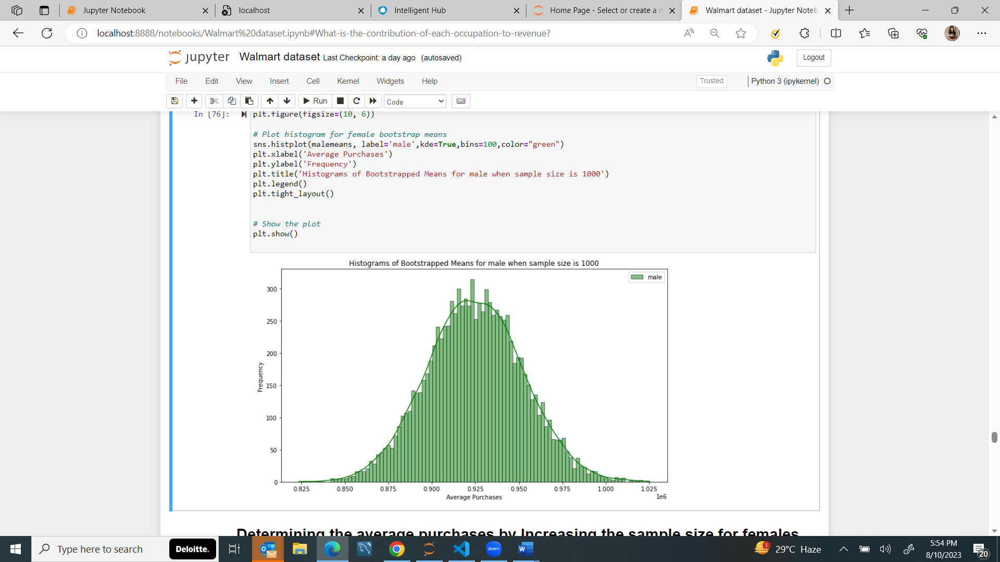 Jupyter Notebook
localhost
Intelligent Hub
Home Page - Select or create a n
Walmart dataset - Jupyter Noteb
localhost:8888/notebooks/Walmart%20dataset.ipynb#What-is-the-contribution-of-each-occupation-to-revenue?
jupyter Walmart dataset Last Checkpoint: a day ago (autosaved)
Logout
File Edit View Insert Cell Kernel Widgets Help
Trusted
Python 3 (ipykernel)
Run
Code
In [76]:
plt.figure(figsize=(10, 6))
# Plot histogram for female bootstrap means
sns.histplot(malemeans, label='male',kde=True,bins=100,color="green")
plt.xlabel('Average Purchases')
plt.ylabel('Frequency')
plt.title('Histograms of Bootstrapped Means for male when sample size is 1000')
plt.legend()
plt.tight_layout()
# Show the plot
plt.show()
Histograms of Bootstrapped Means for male when sample size is 1000
male
300
250
200
150
100
50
0
Frequency
0.825 0.850 0.875 0.900 0.925 0.950 0.975 1.000 1.025
1e6
Average Purchases
Determining the average purchases by Increasing the sample size for females
Type here to search
Deloitte.
zoom
1
29°C Haze
5:54 PM
8/10/2023
20